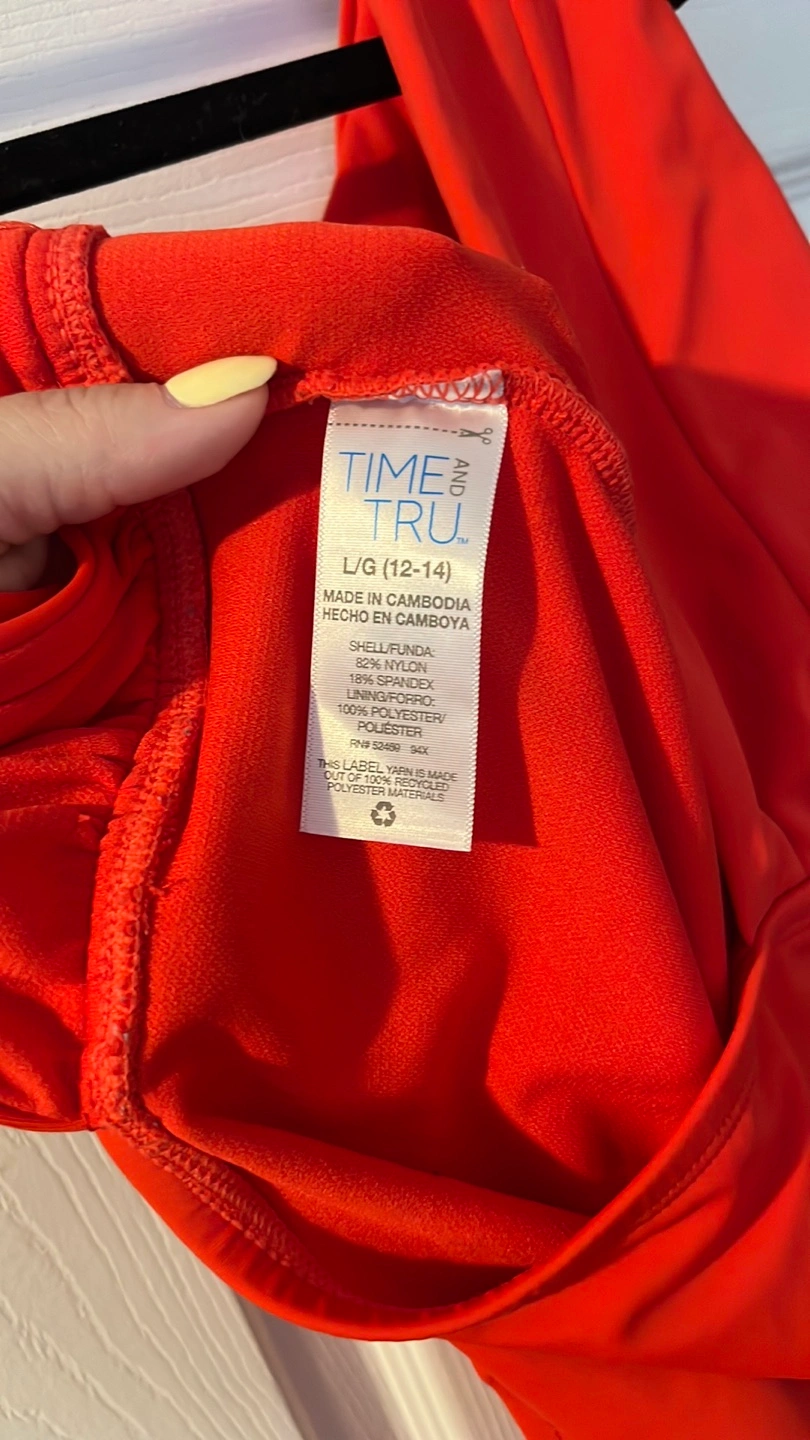 TIME AND
TRU™
L/G (12-14)
MADE IN CAMBODIA
HECHO EN CAMBOYA
SHELL/FUNDA:
82% NYLON
18% SPANDEX
LINING/FORRO:
100% POLYESTER/
POLIÉSTER
RN# 52469 94X
THIS LABEL YARN IS MADE
OUT OF 100% RECYCLED
POLYESTER MATERIALS